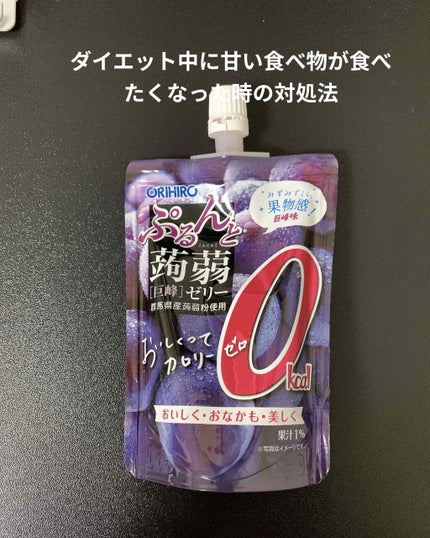 ダイエット中に甘い食べ物が食べ
たくなった時の対処法
ORIHIRO
みずみずしい
果物感!
巨峰味
ぷるんと
こんにゃく
蒟蒻
[巨峰]ゼリー
群馬県産蒟蒻粉使用
おいしくって
カロリー
ゼロ
0
kcal
おいしく・おなかも・美しく
果汁1%
※写真はイメージです。